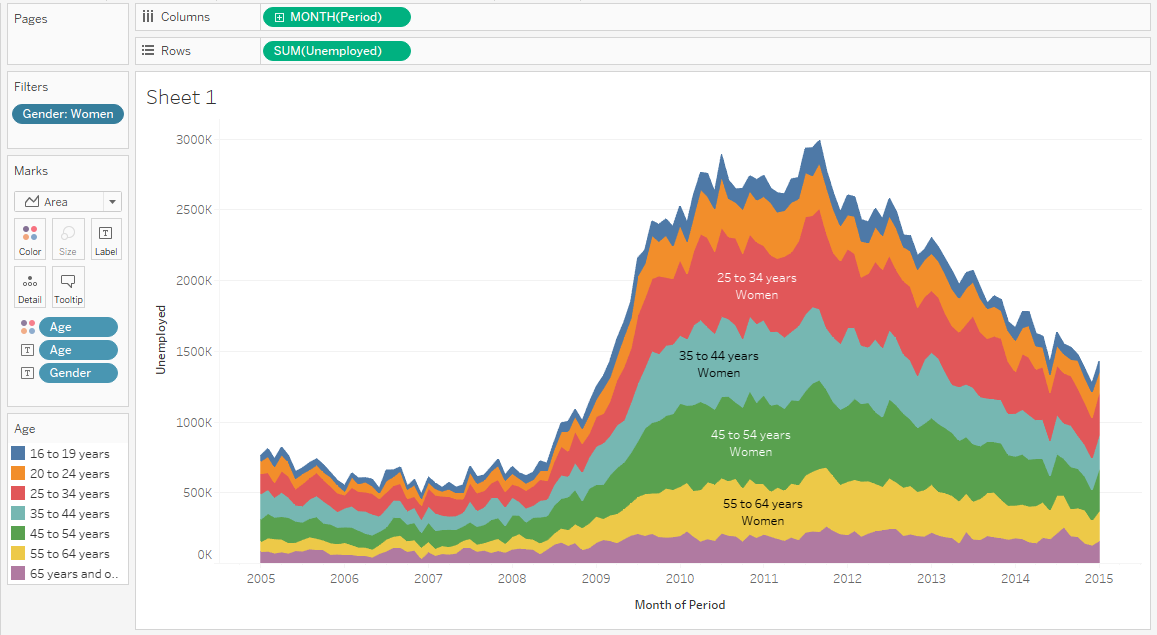 Pages
Columns
MONTH(Period)
Rows
SUM(Unemployed)
Filters
Gender: Women
Marks
Area
Color
Size
Label
Detail
Tooltip
Age
Age
Gender
Age
16 to 19 years
20 to 24 years
25 to 34 years
35 to 44 years
45 to 54 years
55 to 64 years
65 years and o..
Sheet 1
3000K
2500K
2000K
1500K
1000K
500K
0K
Unemployed
25 to 34 years
Women
35 to 44 years
Women
45 to 54 years
Women
55 to 64 years
Women
2005 2006 2007 2008 2009 2010 2011 2012 2013 2014 2015
Month of Period